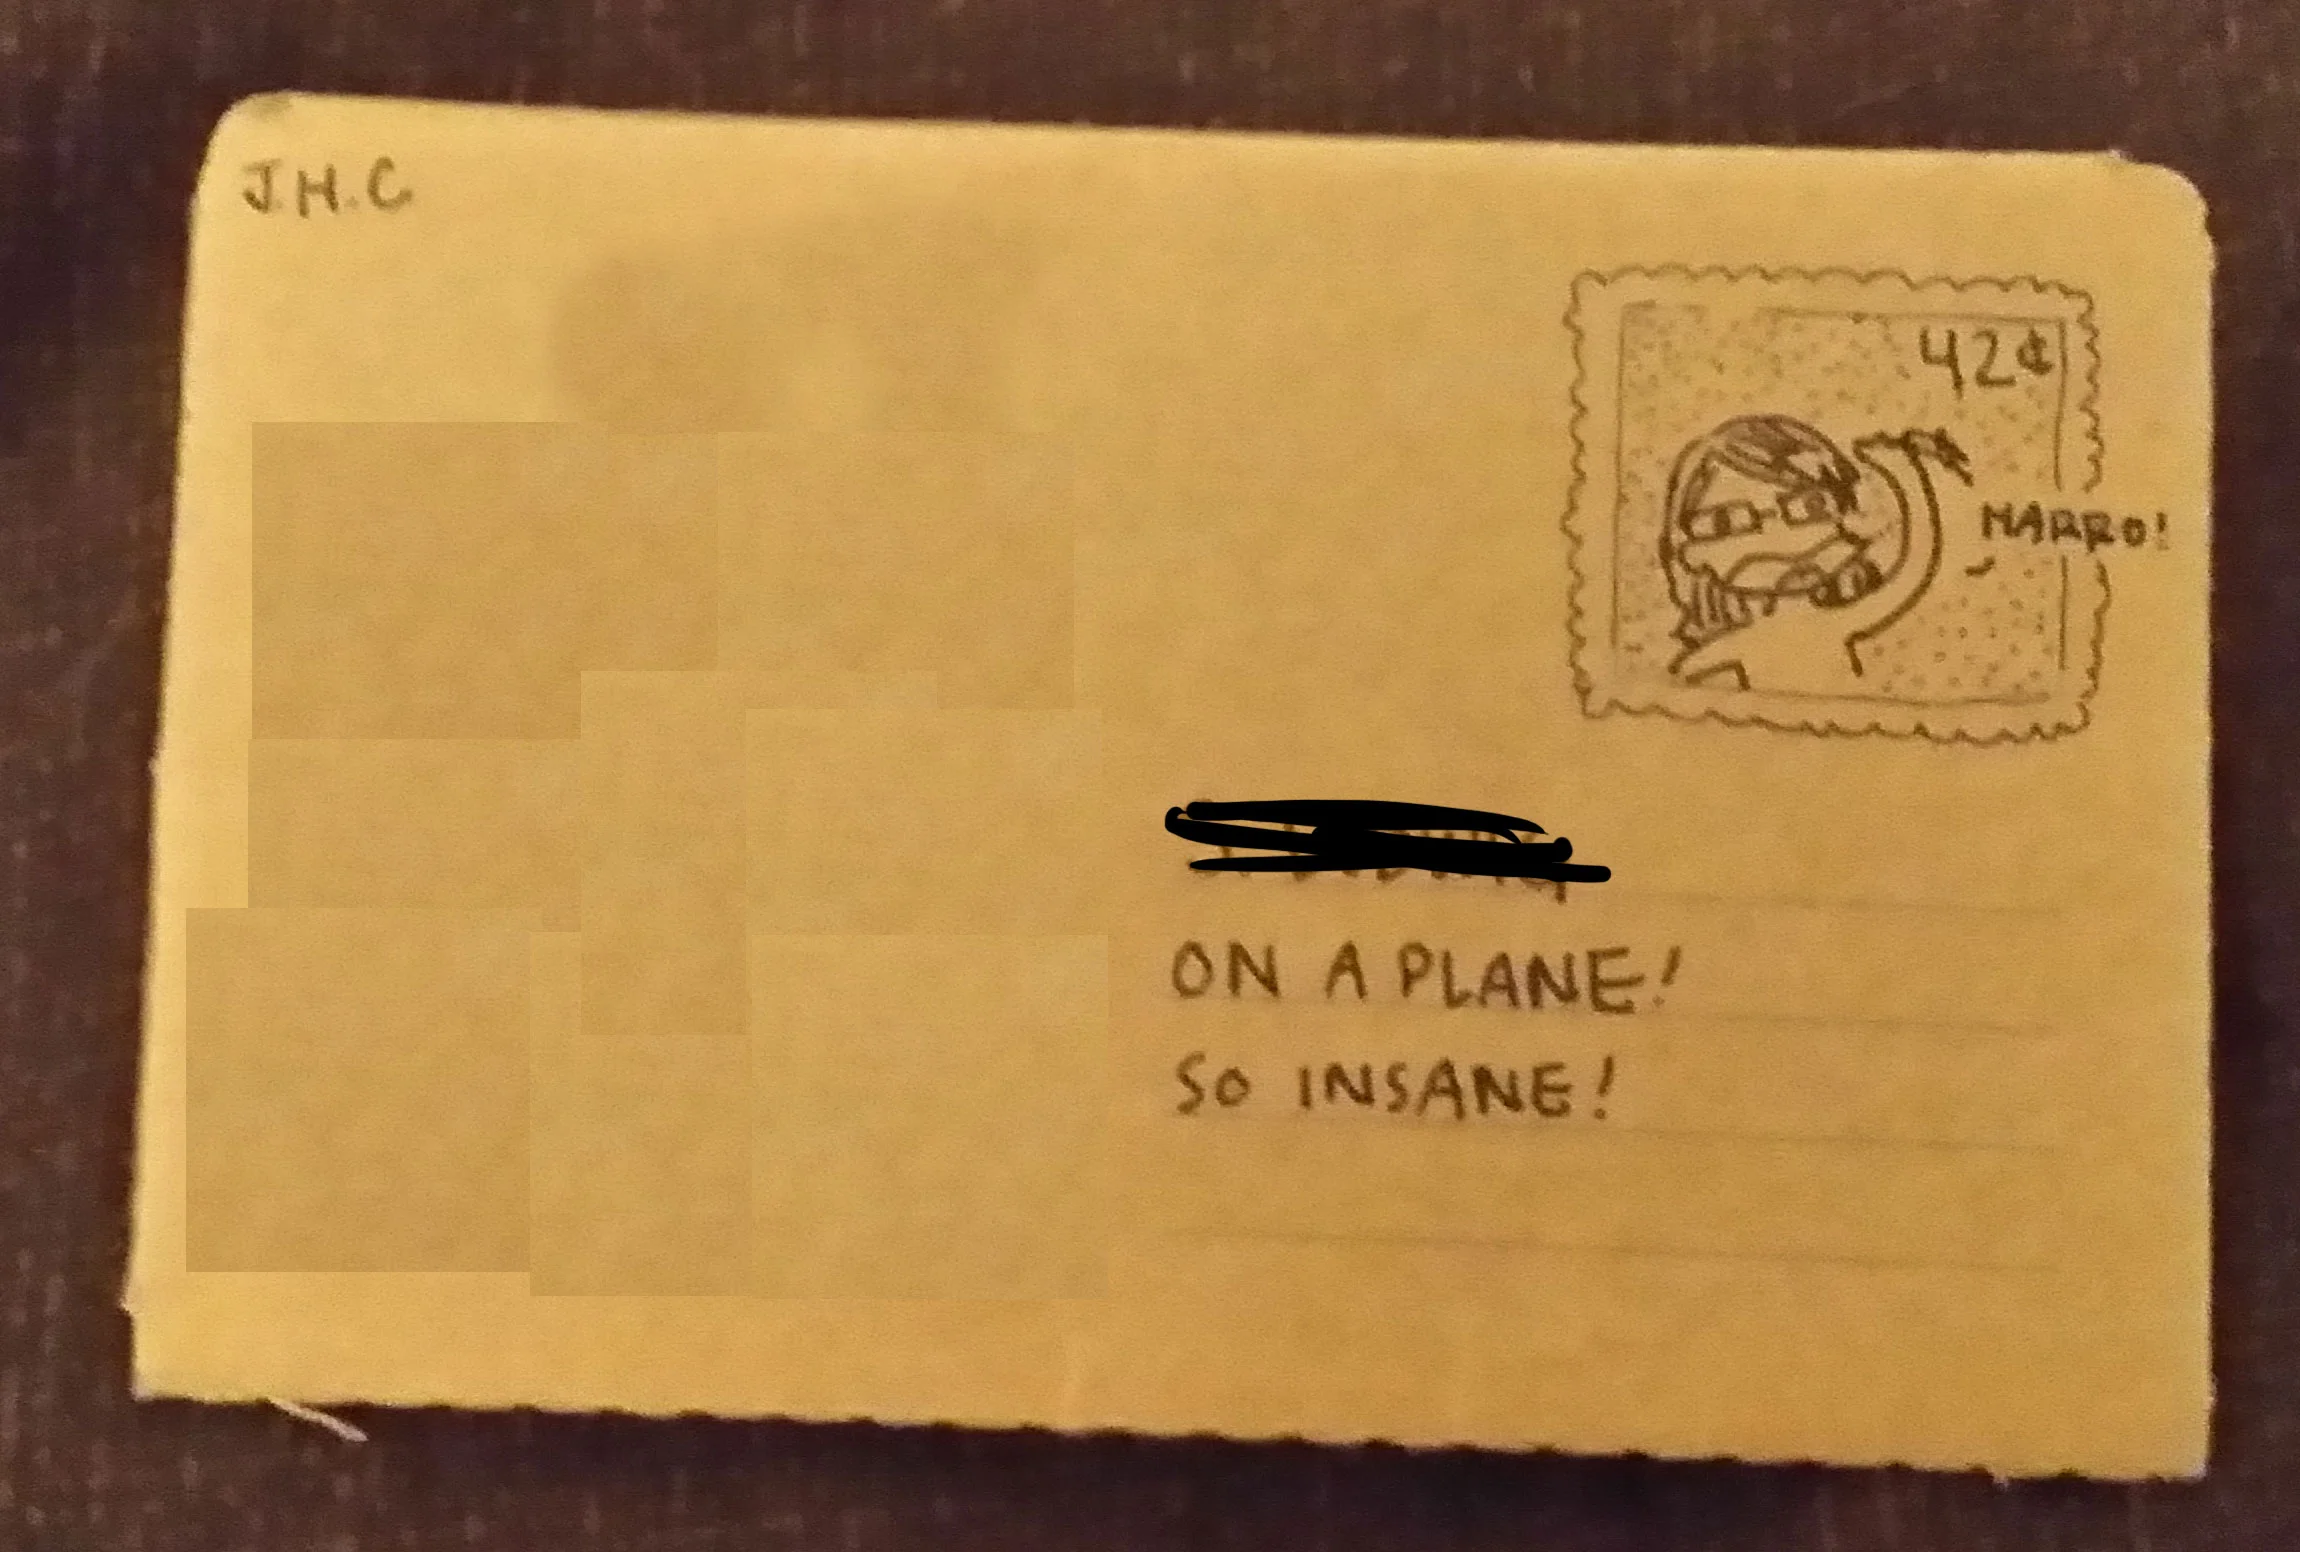 J.H.C
42¢
HARRO!
ON A PLANE!
SO INSANE!